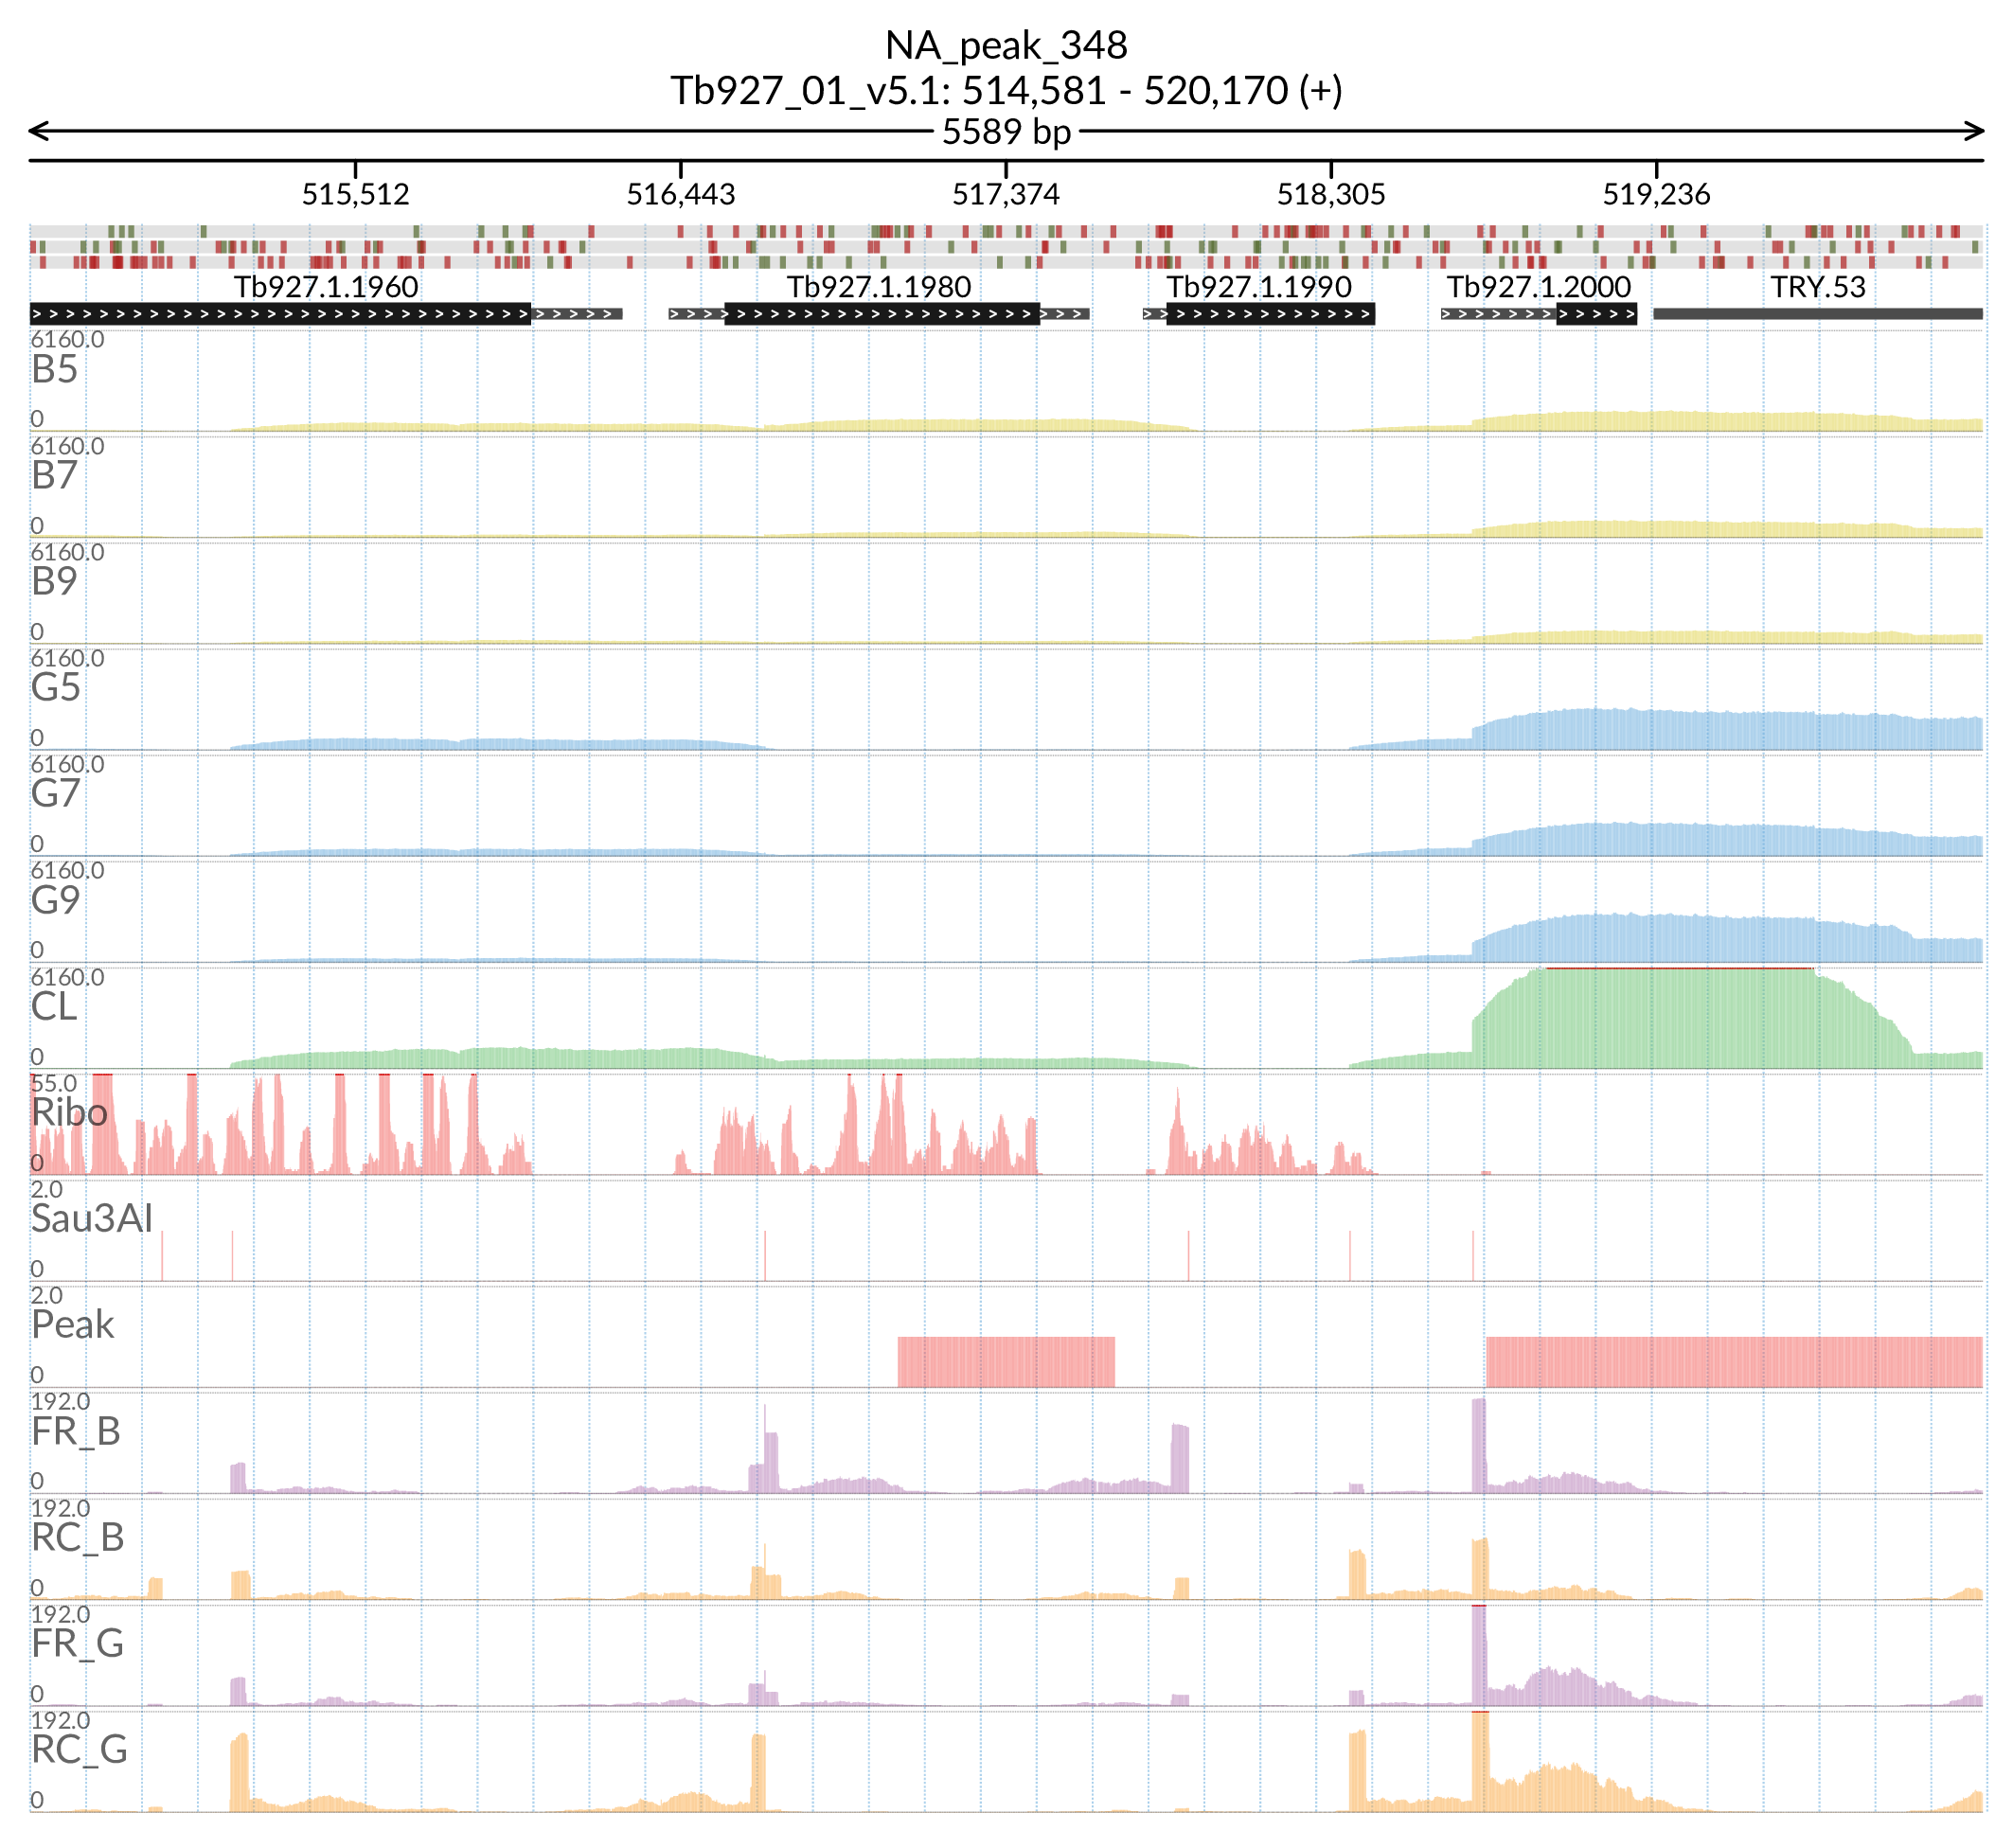 NA_peak_348
Tb927_01_v5.1: 514,581 - 520,170 (+)
5589 bp
515,512 516,443 517,374 518,305 519,236
Tb927.1.1960 Tb927.1.1980 Tb927.1.1990 Tb927.1.2000 TRY.53
6160.0
B5
0
6160.0
B7
0
6160.0
B9
0
6160.0
G5
0
6160.0
G7
0
6160.0
G9
0
6160.0
CL
0
55.0
Ribo
0
2.0
Sau3AI
0
2.0
Peak
0
192.0
FR_B
0
192.0
RC_B
0
192.0
FR_G
0
192.0
RC_G
0